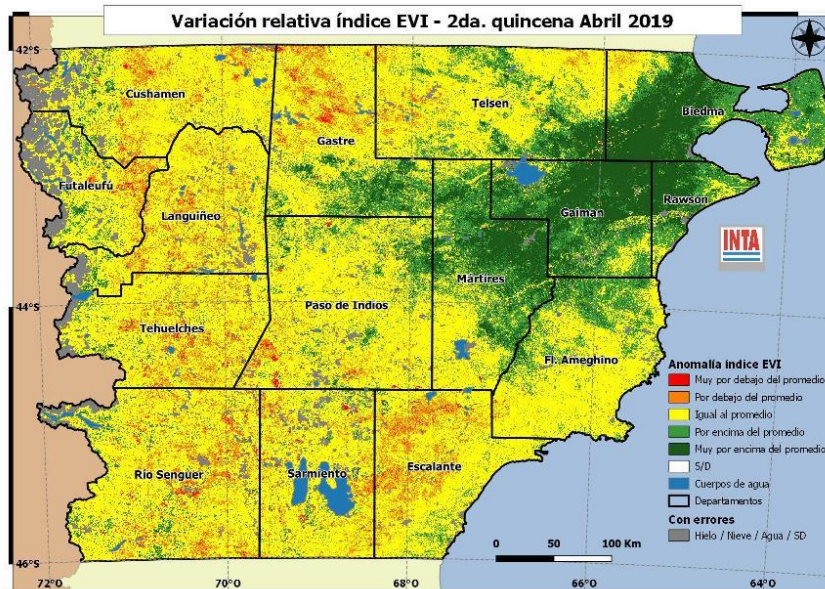 Variación relativa índice EVI - 2da. quincena Abril 2019
42°S
Cushamen
Telsen
Biedma
Gastre
Futaleufú
Languiñeo
Gaiman
Rawson
INTA
Mártires
44°S
Paso de Indios
Tehuelches
Fl. Ameghino
Anomalía índice EVI
Muy por debajo del promedio
Por debajo del promedio
Igual al promedio
Por encima del promedio
Muy por encima del promedio
S/D
Cuerpos de agua
Departamentos
Con errores
Hielo / Nieve / Agua / SD
Río Senguer
Sarmiento
Escalante
0 50 100 Km
46°S
72°O 70°O 68°O 66°O 64°O